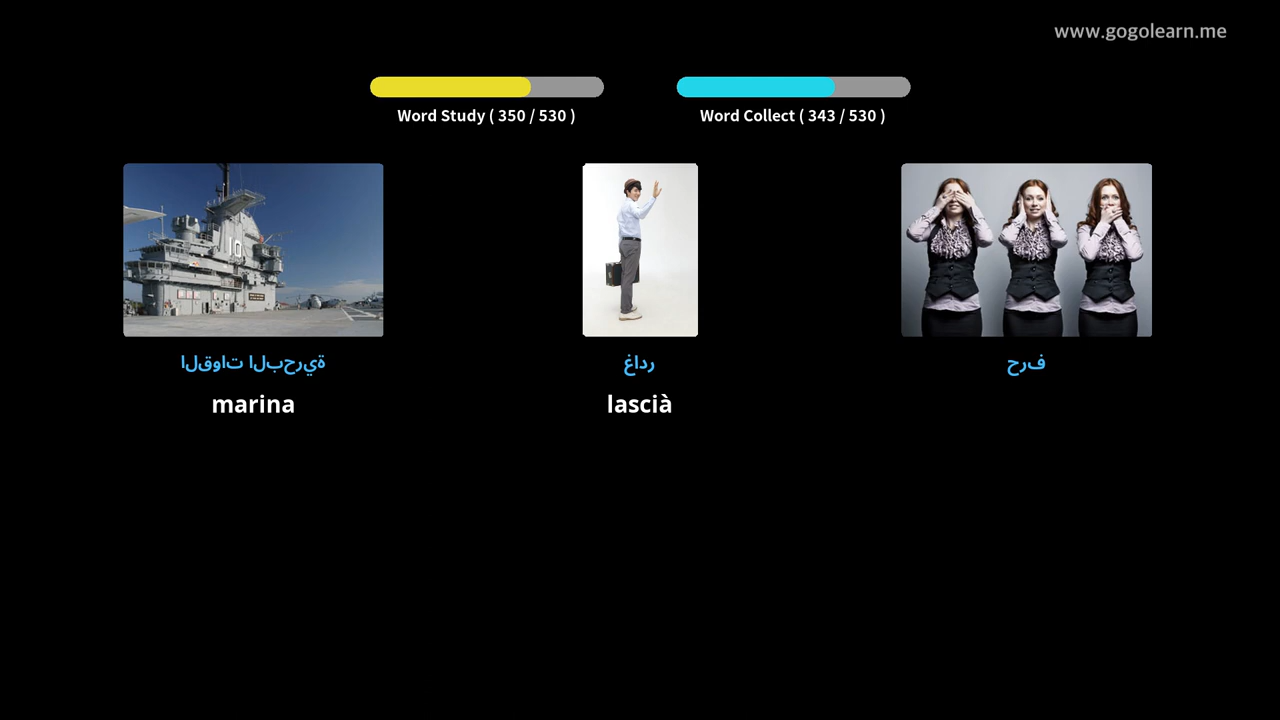 www.gogolearn.me
Word Study ( 350 / 530 )
Word Collect ( 343 / 530 )
القوات البحرية
غادر
حرف
marina
lascià